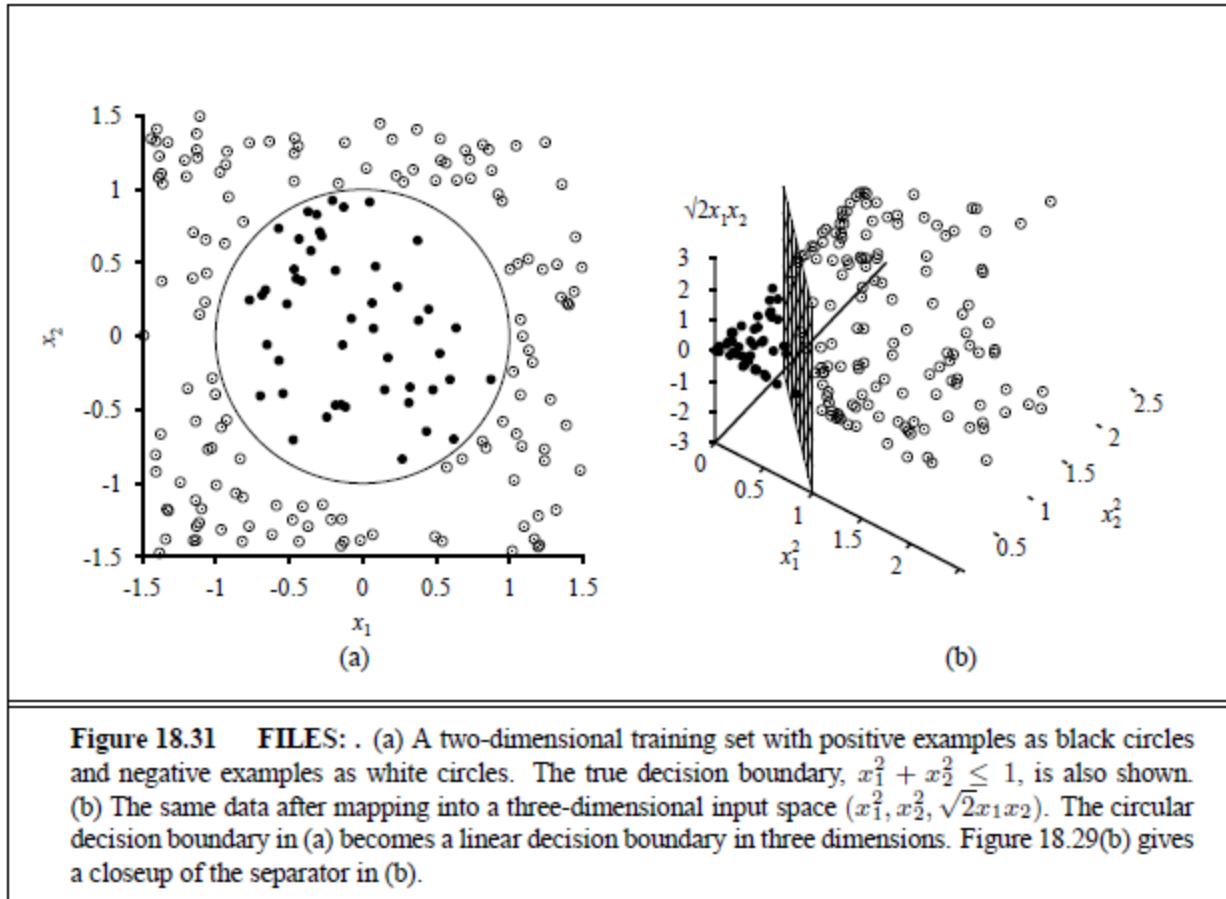 1.5
1
0.5
0
-0.5
-1
-1.5
x₂
-1.5 -1 -0.5 0 0.5 1 1.5
x₁
(a)
√2x₁x₂
3
2
1
0
-1
-2
-3
0
0.5
1
1.5
2
x₁²
0.5
1
1.5
2
2.5
x₂²
(b)
Figure 18.31 FILES: . (a) A two-dimensional training set with positive examples as black circles
and negative examples as white circles. The true decision boundary, x₁² + x₂² ≤ 1, is also shown.
(b) The same data after mapping into a three-dimensional input space (x₁², x₂², √2x₁x₂). The circular
decision boundary in (a) becomes a linear decision boundary in three dimensions. Figure 18.29(b) gives
a closeup of the separator in (b).